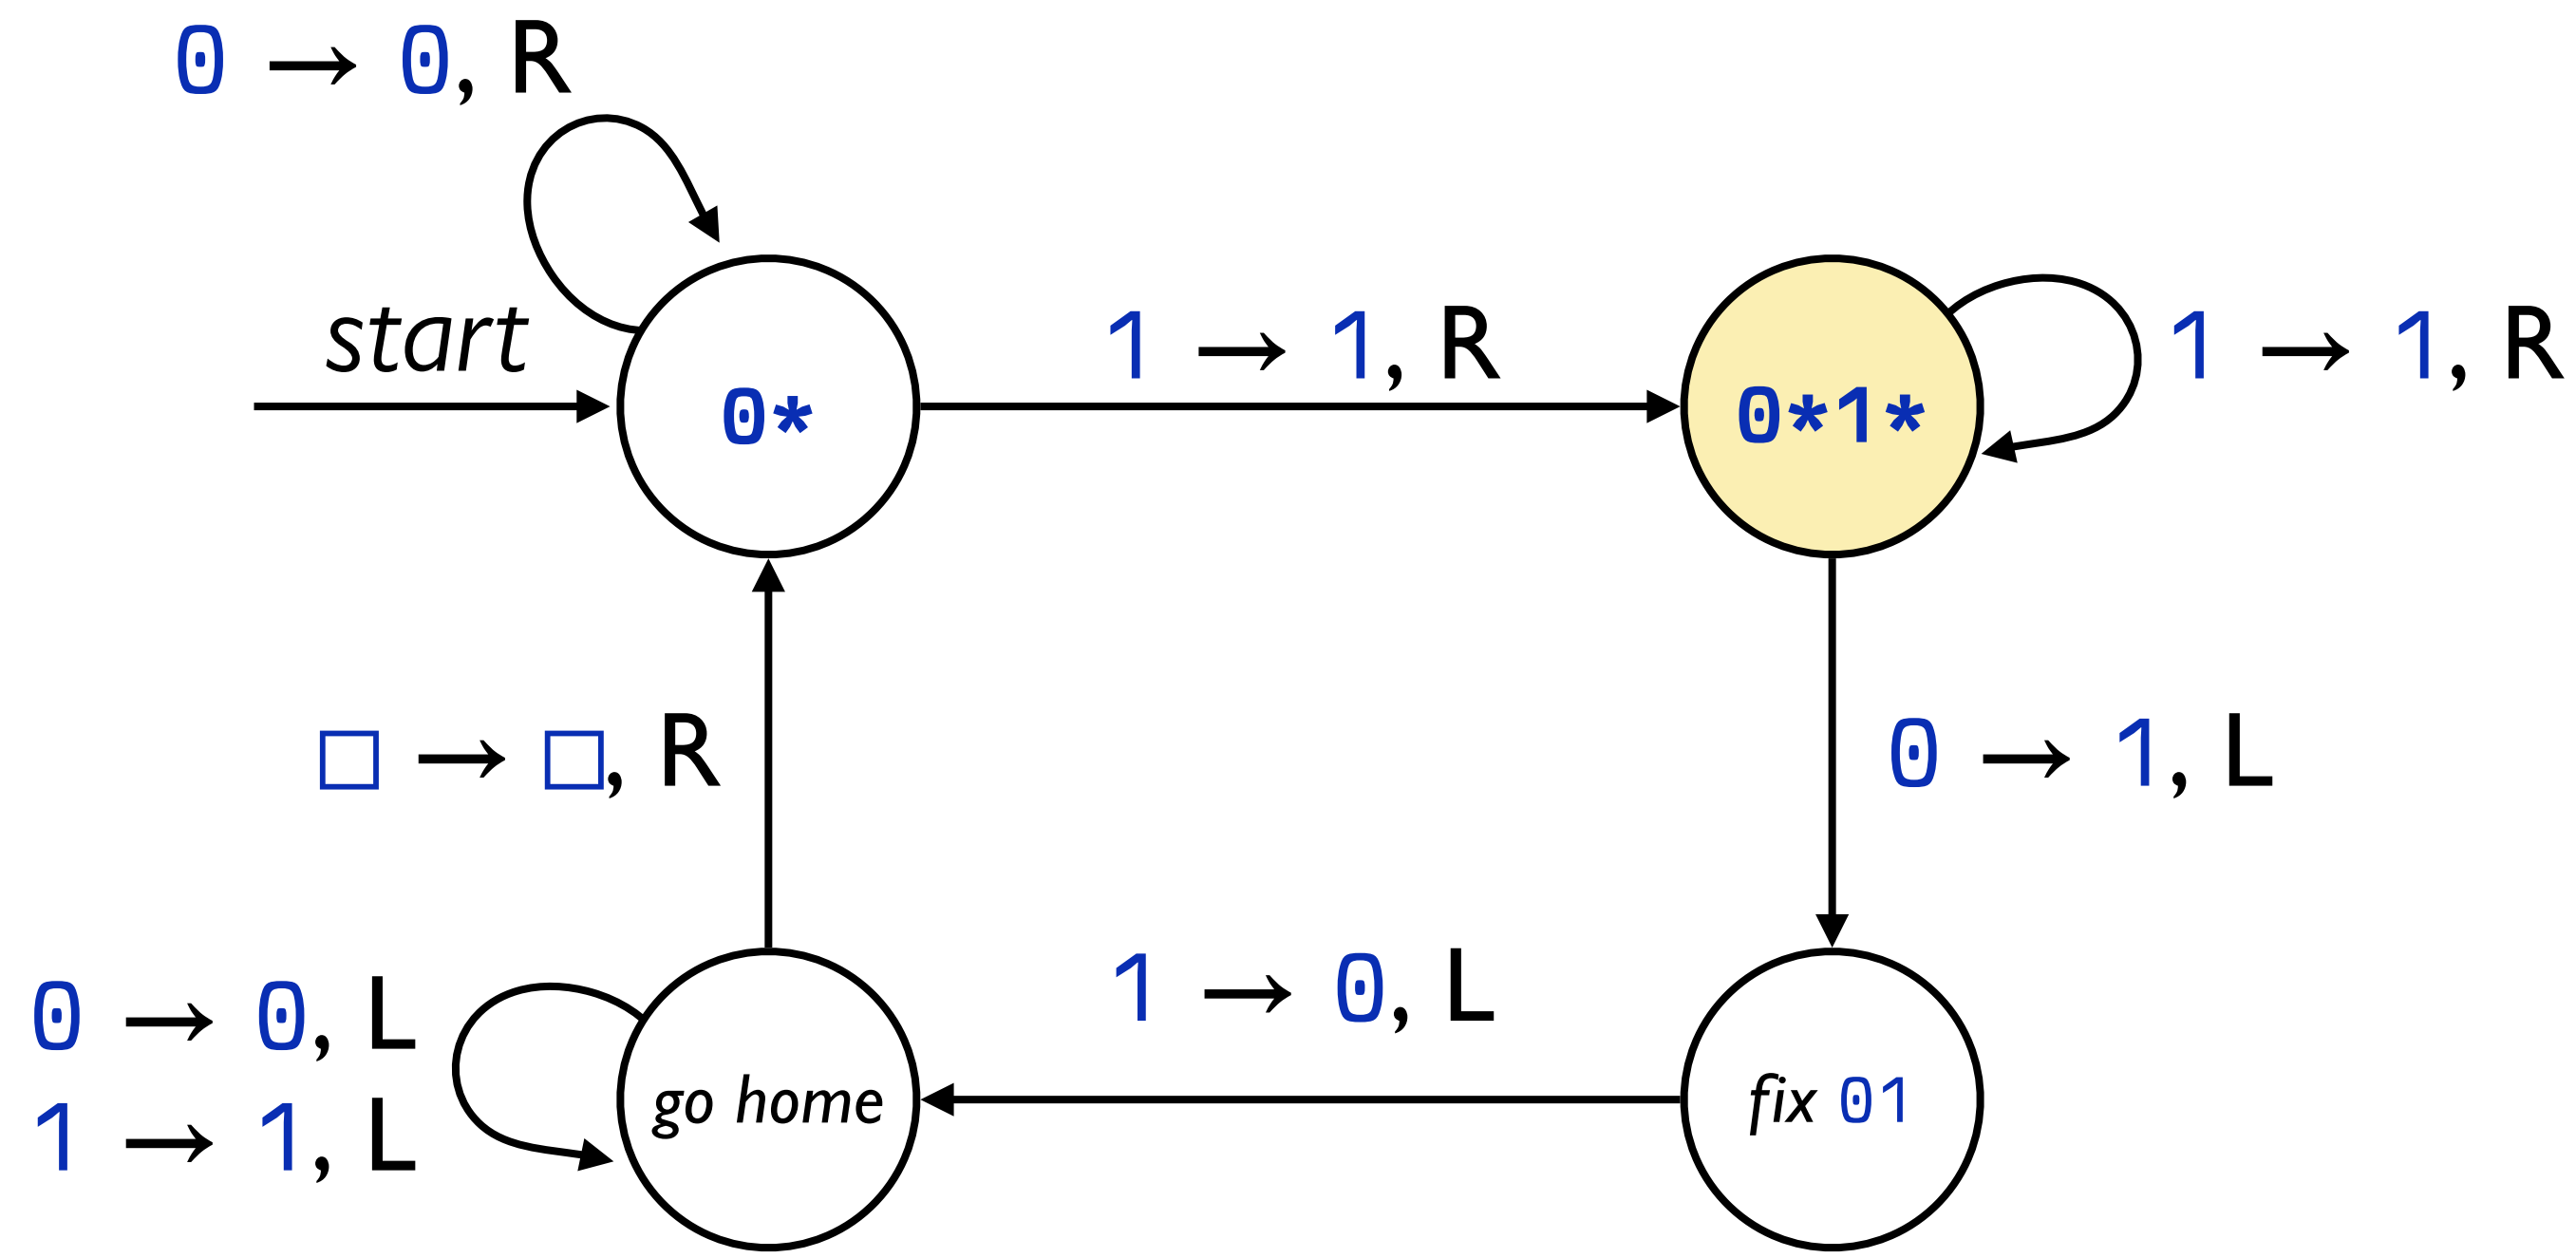 0 → 0, R
start
0*
1 → 1, R
0*1*
1 → 1, R
□ → □, R
0 → 1, L
0 → 0, L
1 → 1, L
go home
1 → 0, L
fix 01